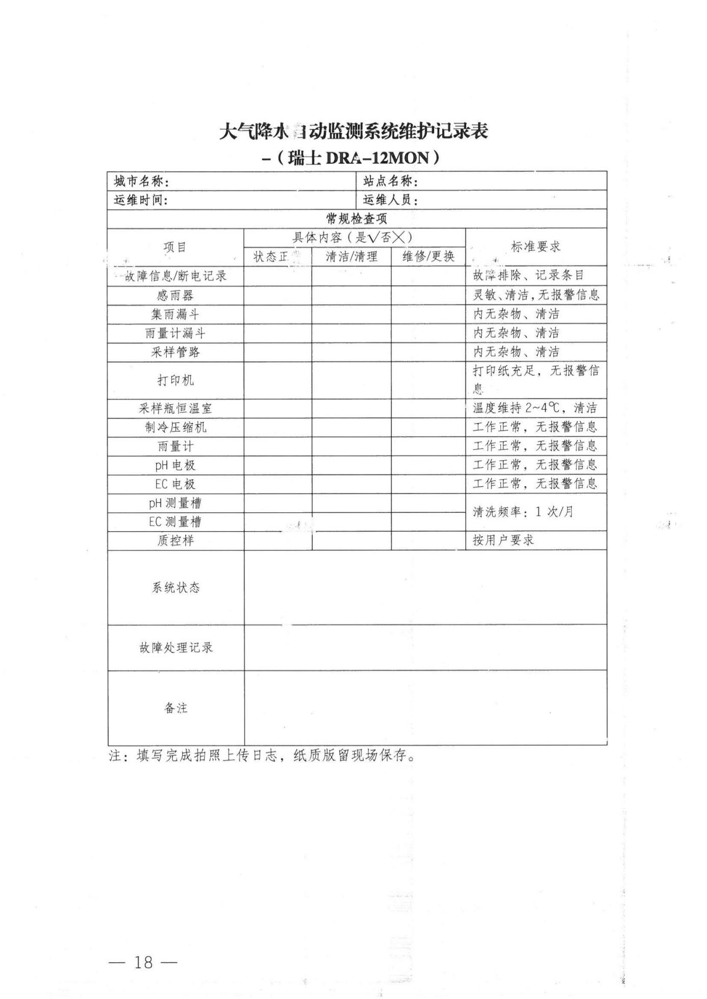 大气降水自动监测系统维护记录表
–（瑞士 DRA–12MON）
城市名称： 站点名称：
运维时间： 运维人员：
常规检查项
项目 具体内容（是√否╳） 标准要求
状态正常 清洁/清理 维修/更换
故障信息/断电记录 故障排除、记录条目
感雨器 灵敏、清洁，无报警信息
集雨漏斗 内无杂物、清洁
雨量计漏斗 内无杂物、清洁
采样管路 内无杂物、清洁
打印机 打印纸充足，无报警信
息
采样瓶恒温室 温度维持 2~4℃，清洁
制冷压缩机 工作正常，无报警信息
雨量计 工作正常，无报警信息
pH 电极 工作正常，无报警信息
EC 电极 工作正常，无报警信息
pH 测量槽 清洗频率：1 次/月
EC 测量槽
质控样 按用户要求
系统状态
故障处理记录
备注
注：填写完成拍照上传日志，纸质版留现场保存。
— 18 —